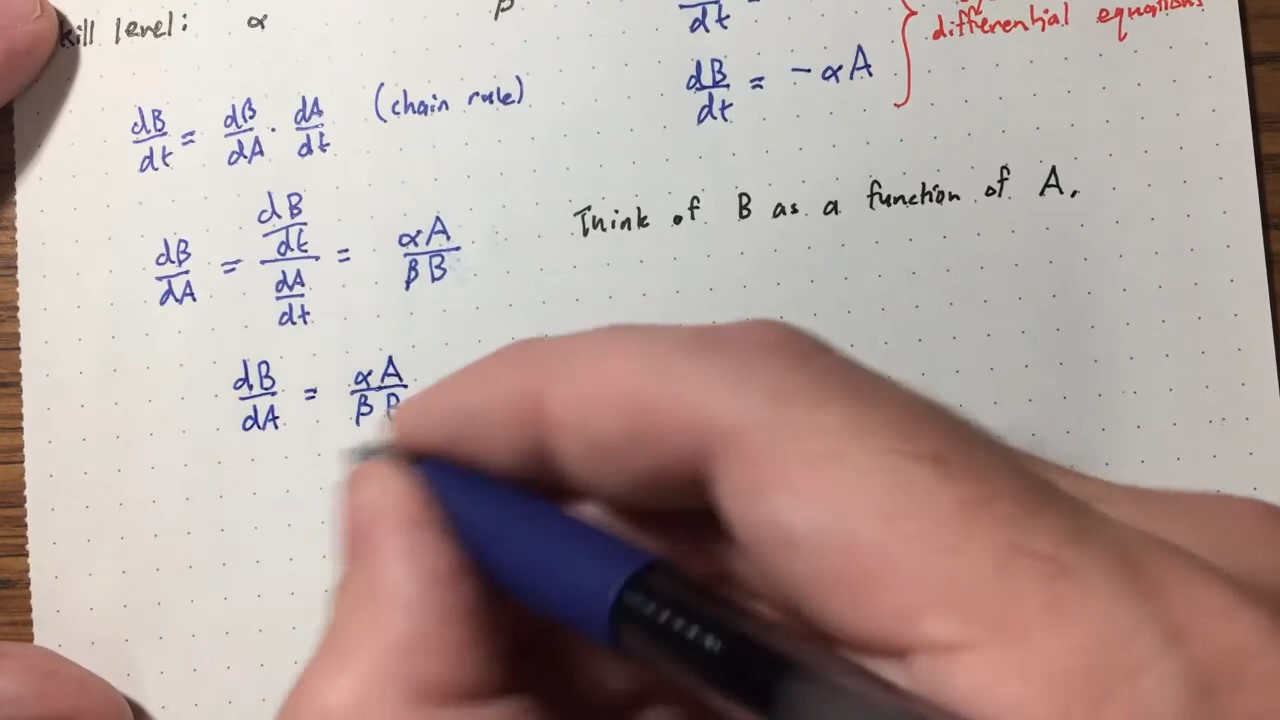 kill level: α β
dt
differential equations
dB/dt = -αA
dB/dt = dB/dA · dA/dt (chain rule)
Think of B as a function of A.
dB/dA = dB/dt / dA/dt = αA/βB
dB/dA = αA/β